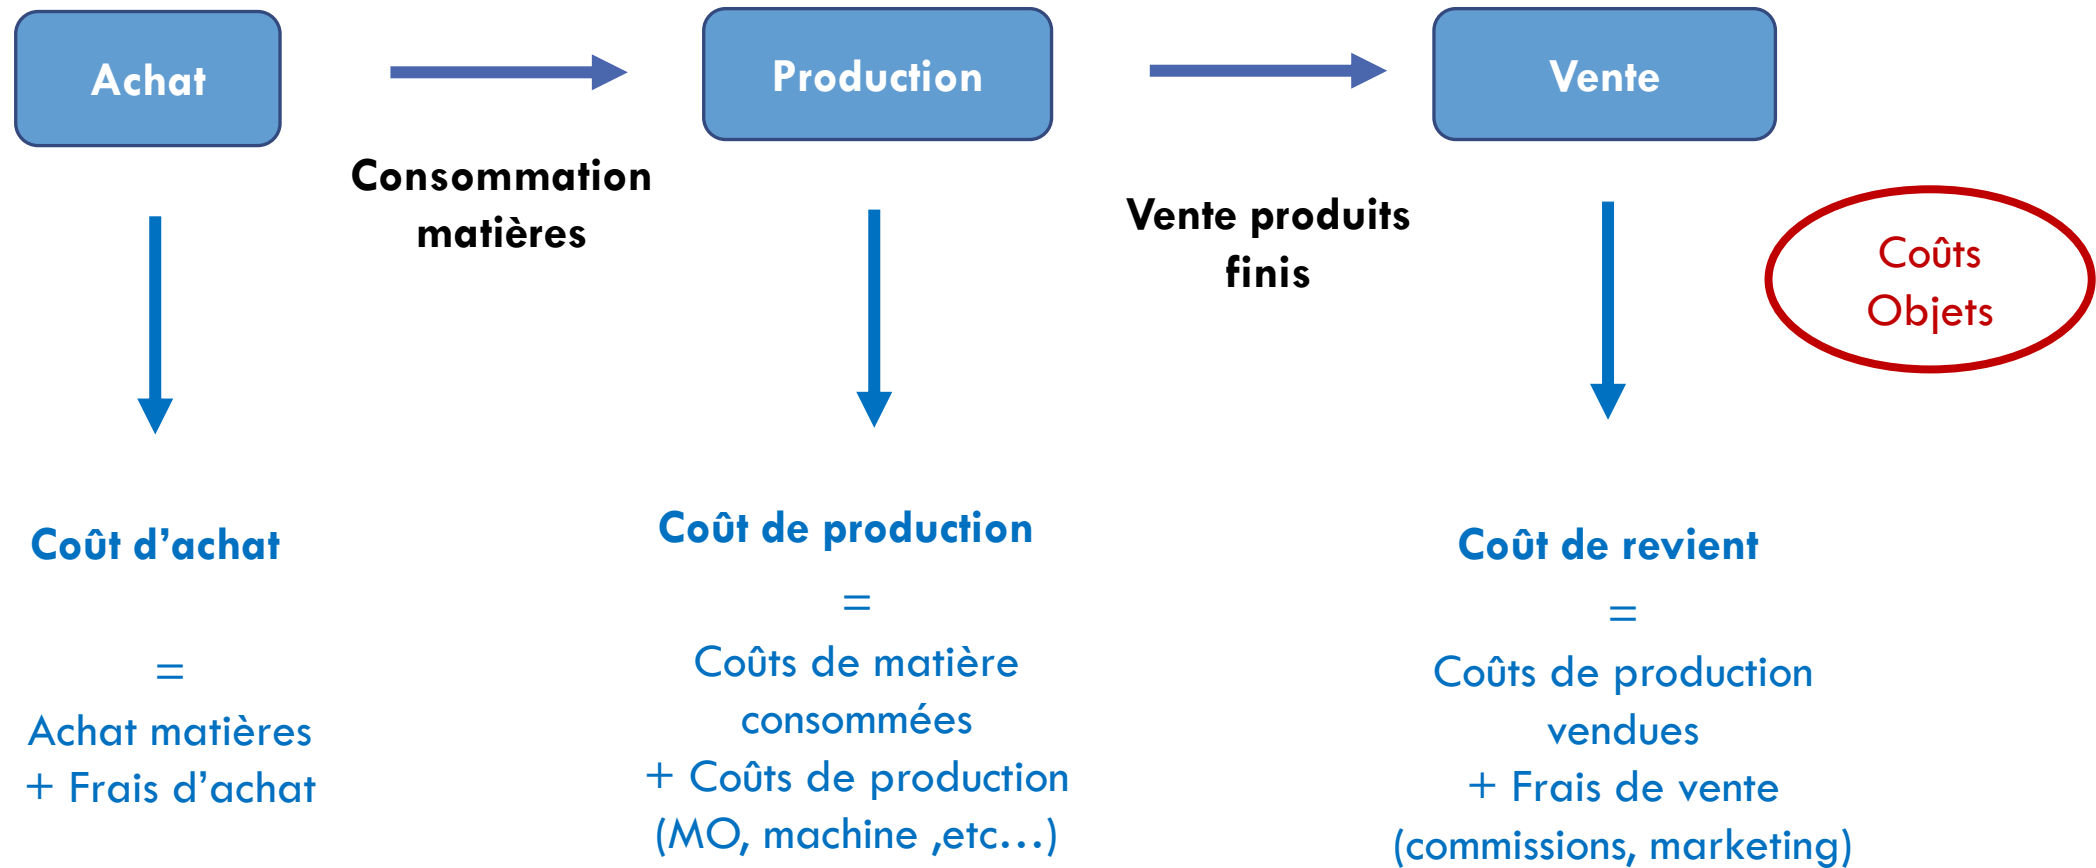 Achat
Production
Vente
Consommation
matières
Vente produits
finis
Coûts
Objets
Coût d’achat
=
Achat matières
+ Frais d’achat
Coût de production
=
Coûts de matière
consommées
+ Coûts de production
(MO, machine ,etc…)
Coût de revient
=
Coûts de production
vendues
+ Frais de vente
(commissions, marketing)